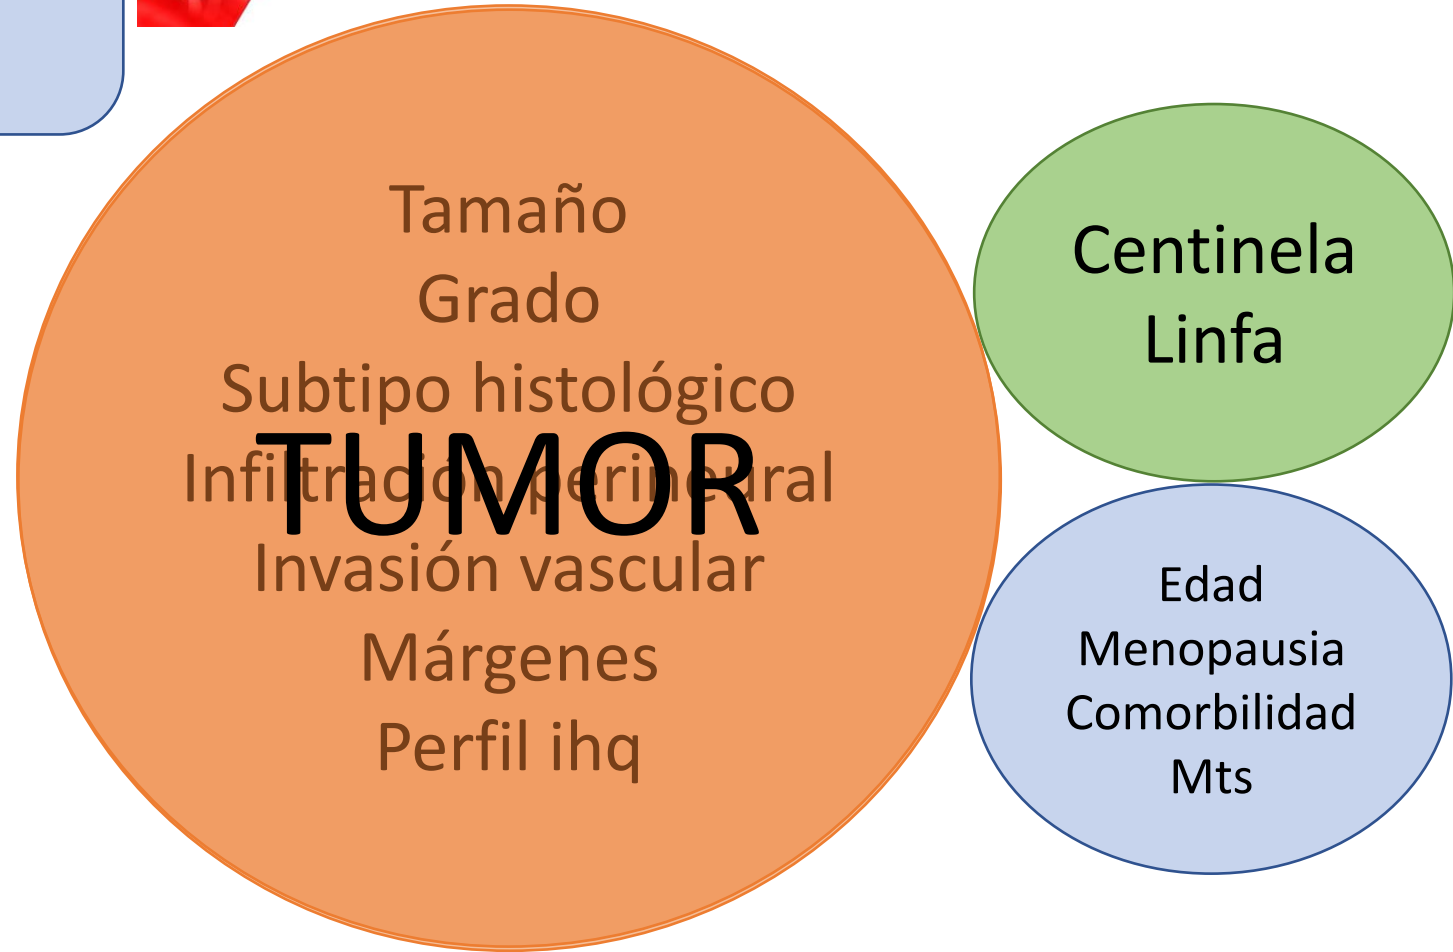 Tamaño
Grado
Subtipo histológico
Infiltración perineural
TUMOR
Invasión vascular
Márgenes
Perfil ihq
Centinela
Linfa
Edad
Menopausia
Comorbilidad
Mts